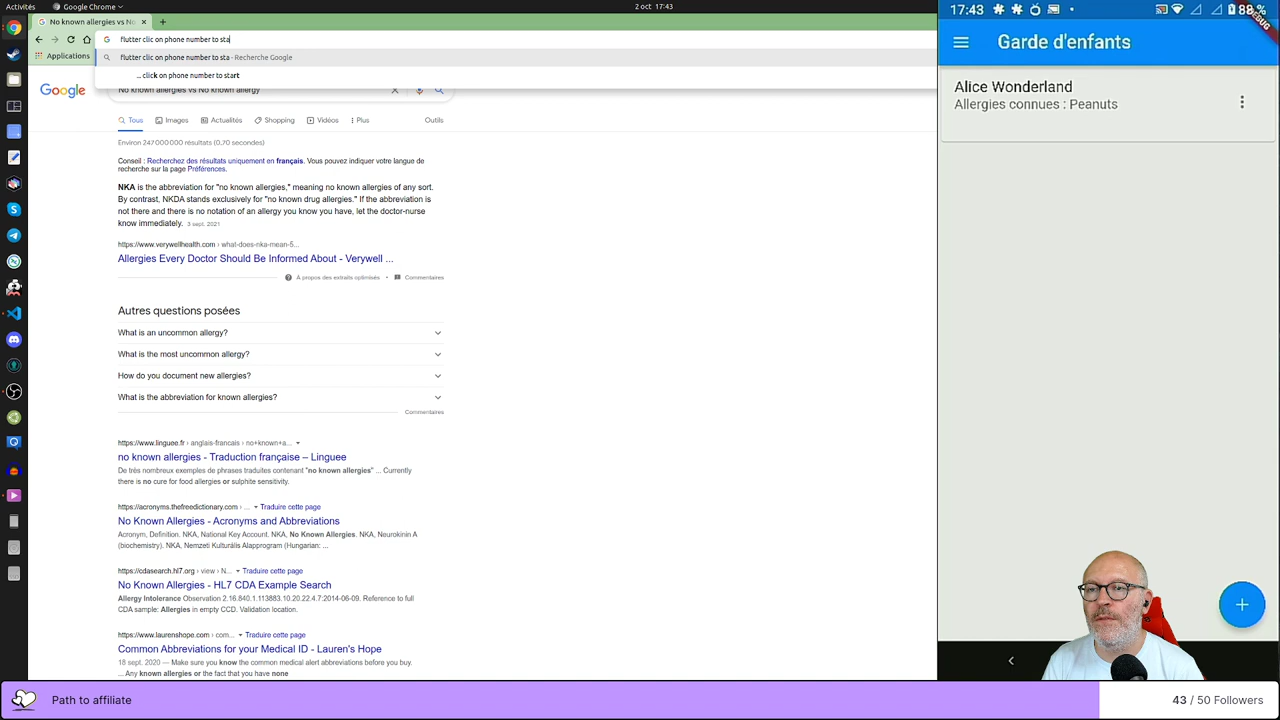 Activities
Google Chrome
2 oct 17:43
No known allergies vs No
flutter clic on phone number to sta
Applications
flutter clic on phone number to sta - Recherche Google
... click on phone number to start
Google
No known allergies vs No known allergy
Tous
Images
Actualités
Shopping
Vidéos
Plus
Outils
Environ 247 000 000 résultats (0,70 secondes)
Conseil : Recherchez des résultats uniquement en français. Vous pouvez indiquer votre langue de
recherche sur la page Préférences.
NKA is the abbreviation for "no known allergies," meaning no known allergies of any sort.
By contrast, NKDA stands exclusively for "no known drug allergies." If the abbreviation is
not there and there is no notation of an allergy you know you have, let the doctor-nurse
know immediately. 3 sept. 2021
https://www.verywellhealth.com › what-does-nka-mean-5...
Allergies Every Doctor Should Be Informed About - Verywell ...
À propos des extraits optimisés
•
Commentaires
Autres questions posées
What is an uncommon allergy?
What is the most uncommon allergy?
How do you document new allergies?
What is the abbreviation for known allergies?
Commentaires
https://www.linguee.fr › anglais-francais › no+known+a...
no known allergies - Traduction française – Linguee
De très nombreux exemples de phrases traduites contenant "no known allergies" ... Currently
there is no cure for food allergies or sulphite sensitivity.
https://acronyms.thefreedictionary.com › ...
Traduire cette page
No Known Allergies - Acronyms and Abbreviations
Acronym, Definition. NKA, National Key Account. NKA, No Known Allergies. NKA, Neurokinin A
(biochemistry). NKA, Nemzeti Kulturális Alapprogram (Hungarian: ...
https://cdasearch.hl7.org › view › N...
Traduire cette page
No Known Allergies - HL7 CDA Example Search
Allergy Intolerance Observation 2.16.840.1.113883.10.20.22.4.7:2014-06-09. Reference to full
CDA sample: Allergies in empty CCD. Validation location.
https://www.laurenshope.com › com...
Traduire cette page
Common Abbreviations for your Medical ID - Lauren's Hope
18 sept. 2020 — Make sure you know the common medical alert abbreviations before you buy.
... Any known allergies or the fact that you have none
17:43
88%
Garde d'enfants
Alice Wonderland
Allergies connues : Peanuts
Path to affiliate
43 / 50 Followers